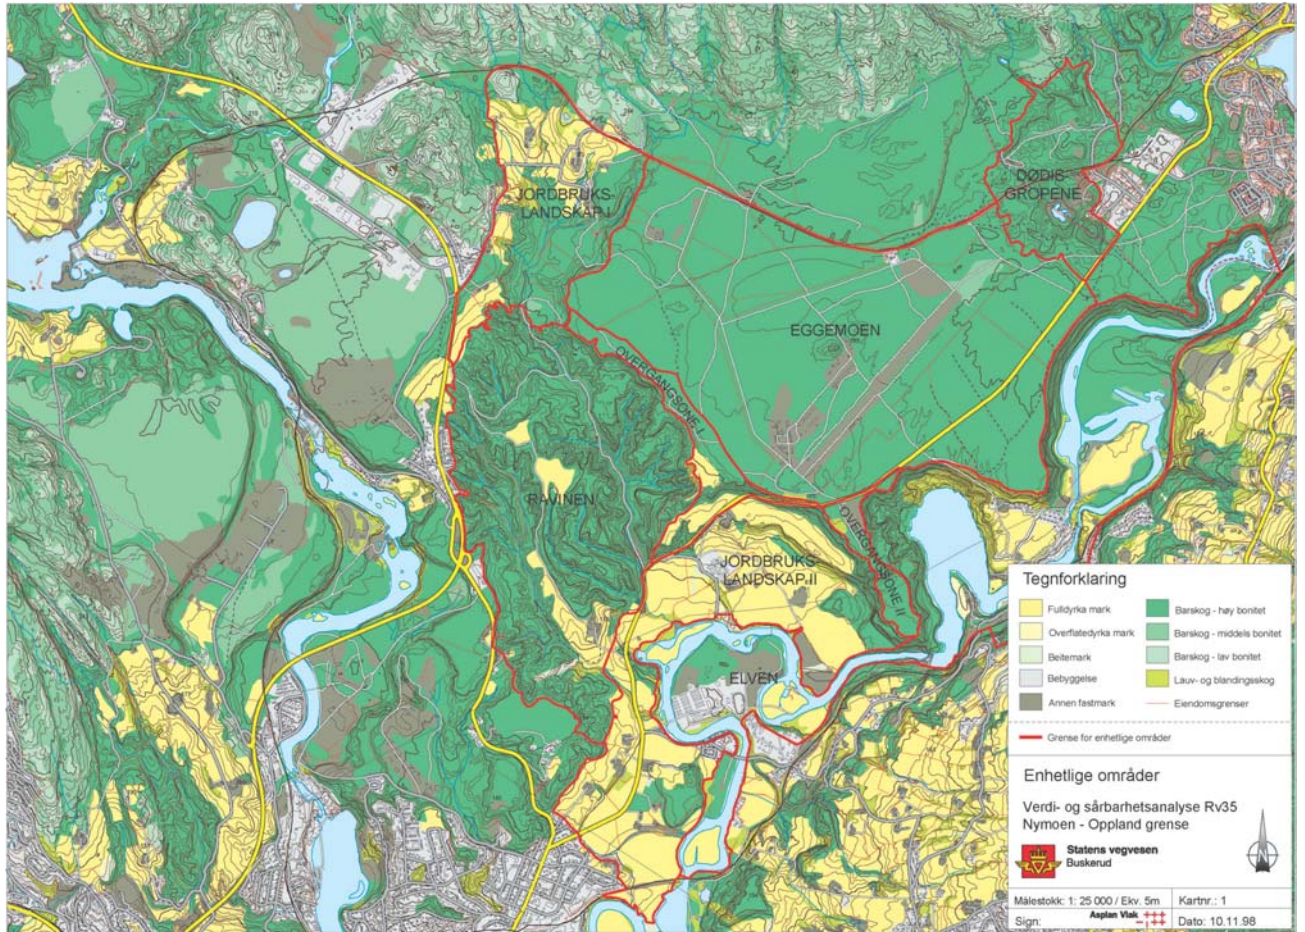 JORDBRUKS-
LANDSKAP I
DØDIS-
GROPENE
EGGEMOEN
OVERGANGSONE I
RAVINEN
OVERGANGSONE II
JORDBRUKS-
LANDSKAP II
ELVEN
Tegnforklaring
Fulldyrka mark
Overflatedyrka mark
Beitemark
Bebyggelse
Annen fastmark
Barskog - høy bonitet
Barskog - middels bonitet
Barskog - lav bonitet
Lauv- og blandingsskog
Eiendomsgrenser
Grense for enhetlige områder
Enhetlige områder
Verdi- og sårbarhetsanalyse Rv35
Nymoen - Oppland grense
Statens vegvesen
Buskerud
N
Målestokk: 1: 25 000 / Ekv. 5m
Kartnr.: 1
Sign: Asplan Viak
Dato: 10.11.98